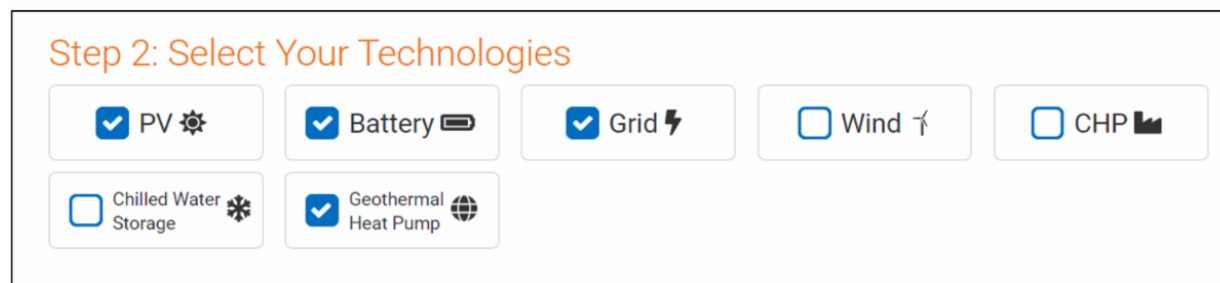 Step 2: Select Your Technologies
PV
Battery
Grid
Wind
CHP
Chilled Water
Storage
Geothermal
Heat Pump